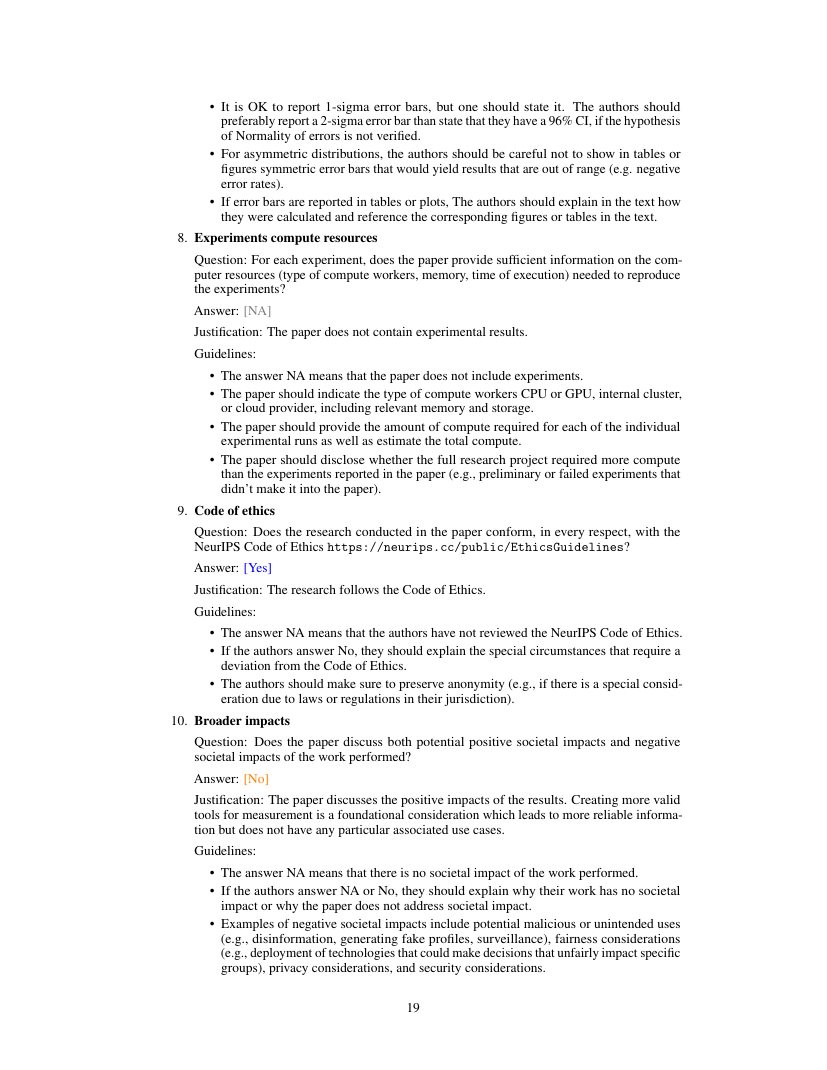 • It is OK to report 1-sigma error bars, but one should state it. The authors should
preferably report a 2-sigma error bar than state that they have a 96% CI, if the hypothesis
of Normality of errors is not verified.
• For asymmetric distributions, the authors should be careful not to show in tables or
figures symmetric error bars that would yield results that are out of range (e.g. negative
error rates).
• If error bars are reported in tables or plots, The authors should explain in the text how
they were calculated and reference the corresponding figures or tables in the text.
8. Experiments compute resources
Question: For each experiment, does the paper provide sufficient information on the com-
puter resources (type of compute workers, memory, time of execution) needed to reproduce
the experiments?
Answer: [NA]
Justification: The paper does not contain experimental results.
Guidelines:
• The answer NA means that the paper does not include experiments.
• The paper should indicate the type of compute workers CPU or GPU, internal cluster,
or cloud provider, including relevant memory and storage.
• The paper should provide the amount of compute required for each of the individual
experimental runs as well as estimate the total compute.
• The paper should disclose whether the full research project required more compute
than the experiments reported in the paper (e.g., preliminary or failed experiments that
didn't make it into the paper).
9. Code of ethics
Question: Does the research conducted in the paper conform, in every respect, with the
NeurIPS Code of Ethics https://neurips.cc/public/EthicsGuidelines?
Answer: [Yes]
Justification: The research follows the Code of Ethics.
Guidelines:
• The answer NA means that the authors have not reviewed the NeurIPS Code of Ethics.
• If the authors answer No, they should explain the special circumstances that require a
deviation from the Code of Ethics.
• The authors should make sure to preserve anonymity (e.g., if there is a special consid-
eration due to laws or regulations in their jurisdiction).
10. Broader impacts
Question: Does the paper discuss both potential positive societal impacts and negative
societal impacts of the work performed?
Answer: [No]
Justification: The paper discusses the positive impacts of the results. Creating more valid
tools for measurement is a foundational consideration which leads to more reliable informa-
tion but does not have any particular associated use cases.
Guidelines:
• The answer NA means that there is no societal impact of the work performed.
• If the authors answer NA or No, they should explain why their work has no societal
impact or why the paper does not address societal impact.
• Examples of negative societal impacts include potential malicious or unintended uses
(e.g., disinformation, generating fake profiles, surveillance), fairness considerations
(e.g., deployment of technologies that could make decisions that unfairly impact specific
groups), privacy considerations, and security considerations.
19